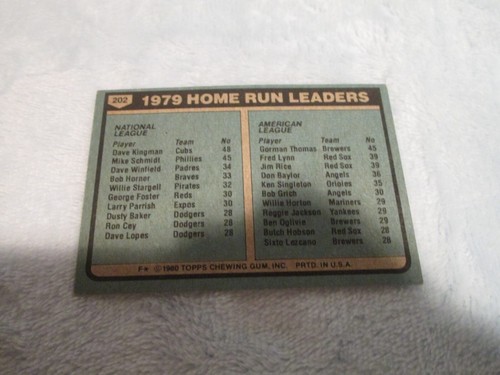 202 1979 HOME RUN LEADERS
NATIONAL
LEAGUE
Player Team No
Dave Kingman Cubs 48
Mike Schmidt Phillies 45
Dave Winfield Padres 34
Bob Horner Braves 33
Willie Stargell Pirates 32
George Foster Reds 30
Larry Parrish Expos 30
Dusty Baker Dodgers 28
Ron Cey Dodgers 28
Dave Lopes Dodgers 28
AMERICAN
LEAGUE
Player Team No
Gorman Thomas Brewers 45
Fred Lynn Red Sox 39
Jim Rice Red Sox 39
Don Baylor Angels 36
Ken Singleton Orioles 35
Bob Grich Angels 30
Willie Horton Mariners 29
Reggie Jackson Yankees 29
Ben Ogilvie Brewers 29
Butch Hobson Red Sox 28
Sixto Lezcano Brewers 28
F* © 1980 TOPPS CHEWING GUM, INC. PRTD. IN U.S.A.